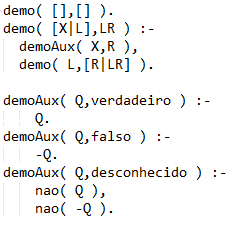 demo( [],[] ).
demo( [X|L],LR ) :-
demoAux( X,R ),
demo( L,[R|LR] ).
demoAux( Q,verdadeiro ) :-
Q.
demoAux( Q,falso ) :-
-Q.
demoAux( Q,desconhecido ) :-
nao( Q ),
nao( -Q ).